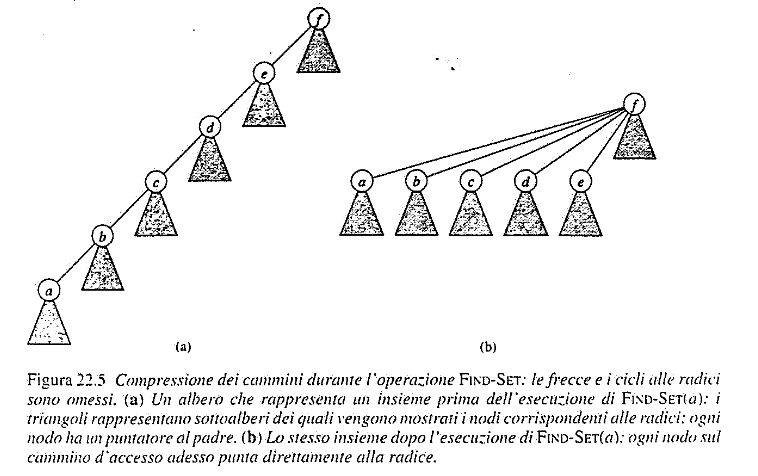 f
e
d
c
b
a
f
a b c d e
(a) (b)
Figura 22.5 Compressione dei cammini durante l'operazione FIND-SET: le frecce e i cicli alle radici
sono omessi. (a) Un albero che rappresenta un insieme prima dell'esecuzione di FIND-SET(a): i
triangoli rappresentano sottoalberi dei quali vengono mostrati i nodi corrispondenti alle radici: ogni
nodo ha un puntatore al padre. (b) Lo stesso insieme dopo l'esecuzione di FIND-SET(a): ogni nodo sul
cammino d'accesso adesso punta direttamente alla radice.